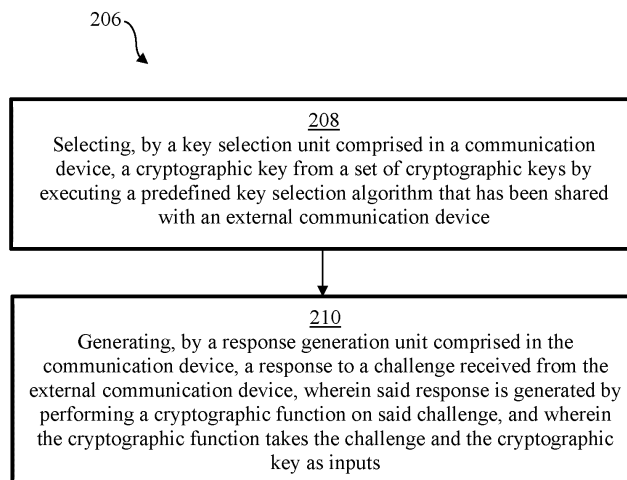 206
208
Selecting, by a key selection unit comprised in a communication
device, a cryptographic key from a set of cryptographic keys by
executing a predefined key selection algorithm that has been shared
with an external communication device
210
Generating, by a response generation unit comprised in the
communication device, a response to a challenge received from the
external communication device, wherein said response is generated by
performing a cryptographic function on said challenge, and wherein
the cryptographic function takes the challenge and the cryptographic
key as inputs